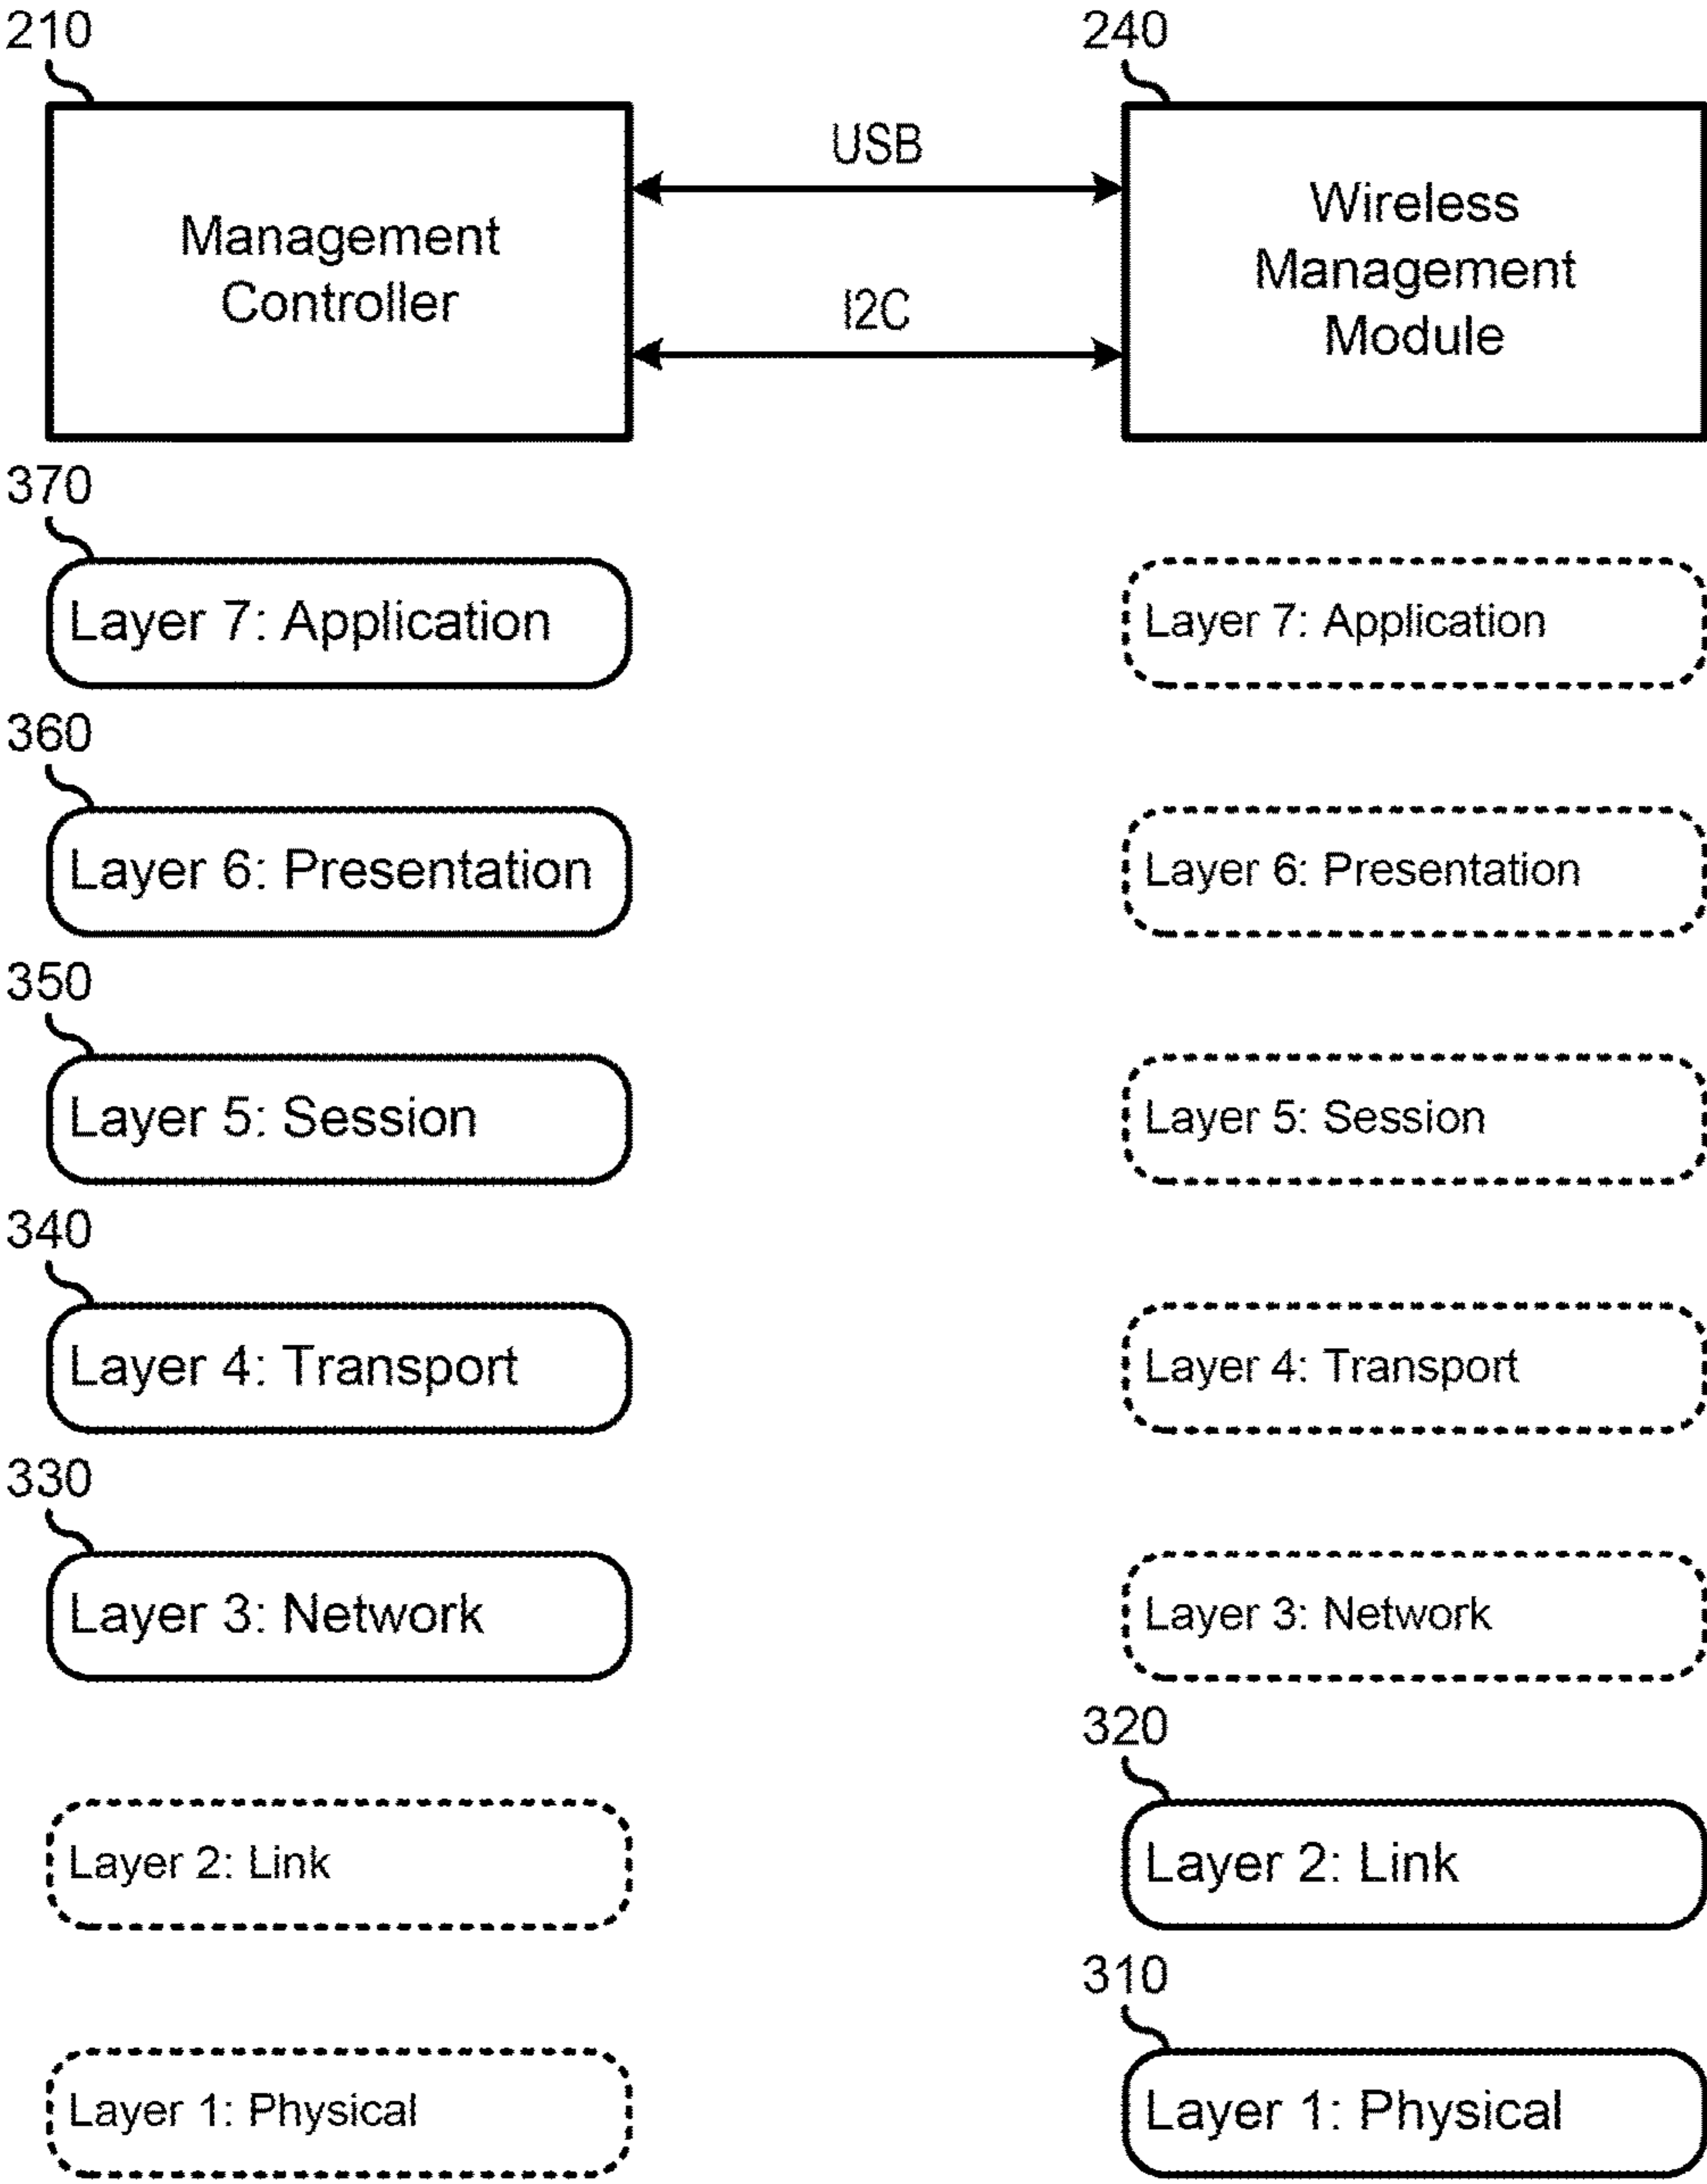 210
240
Management
Controller
USB
I2C
Wireless
Management
Module
370
Layer 7: Application
Layer 7: Application
360
Layer 6: Presentation
Layer 6: Presentation
350
Layer 5: Session
Layer 5: Session
340
Layer 4: Transport
Layer 4: Transport
330
Layer 3: Network
Layer 3: Network
320
Layer 2: Link
Layer 2: Link
310
Layer 1: Physical
Layer 1: Physical